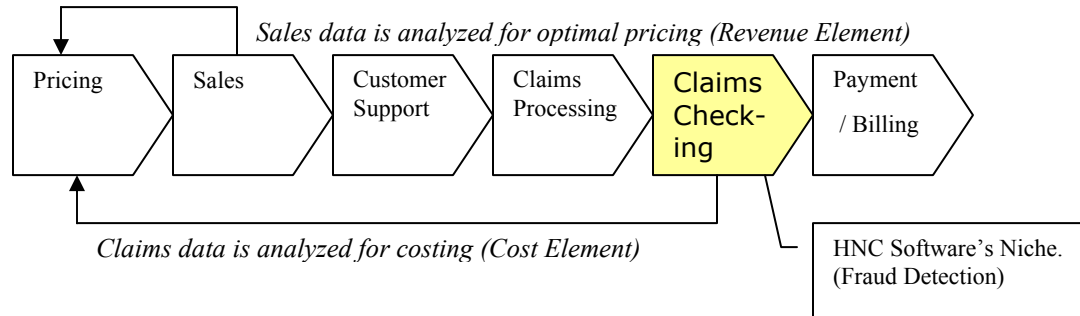 Sales data is analyzed for optimal pricing (Revenue Element)
Pricing
Sales
Customer
Support
Claims
Processing
Claims
Check-
ing
Payment
/ Billing
Claims data is analyzed for costing (Cost Element)
HNC Software's Niche.
(Fraud Detection)